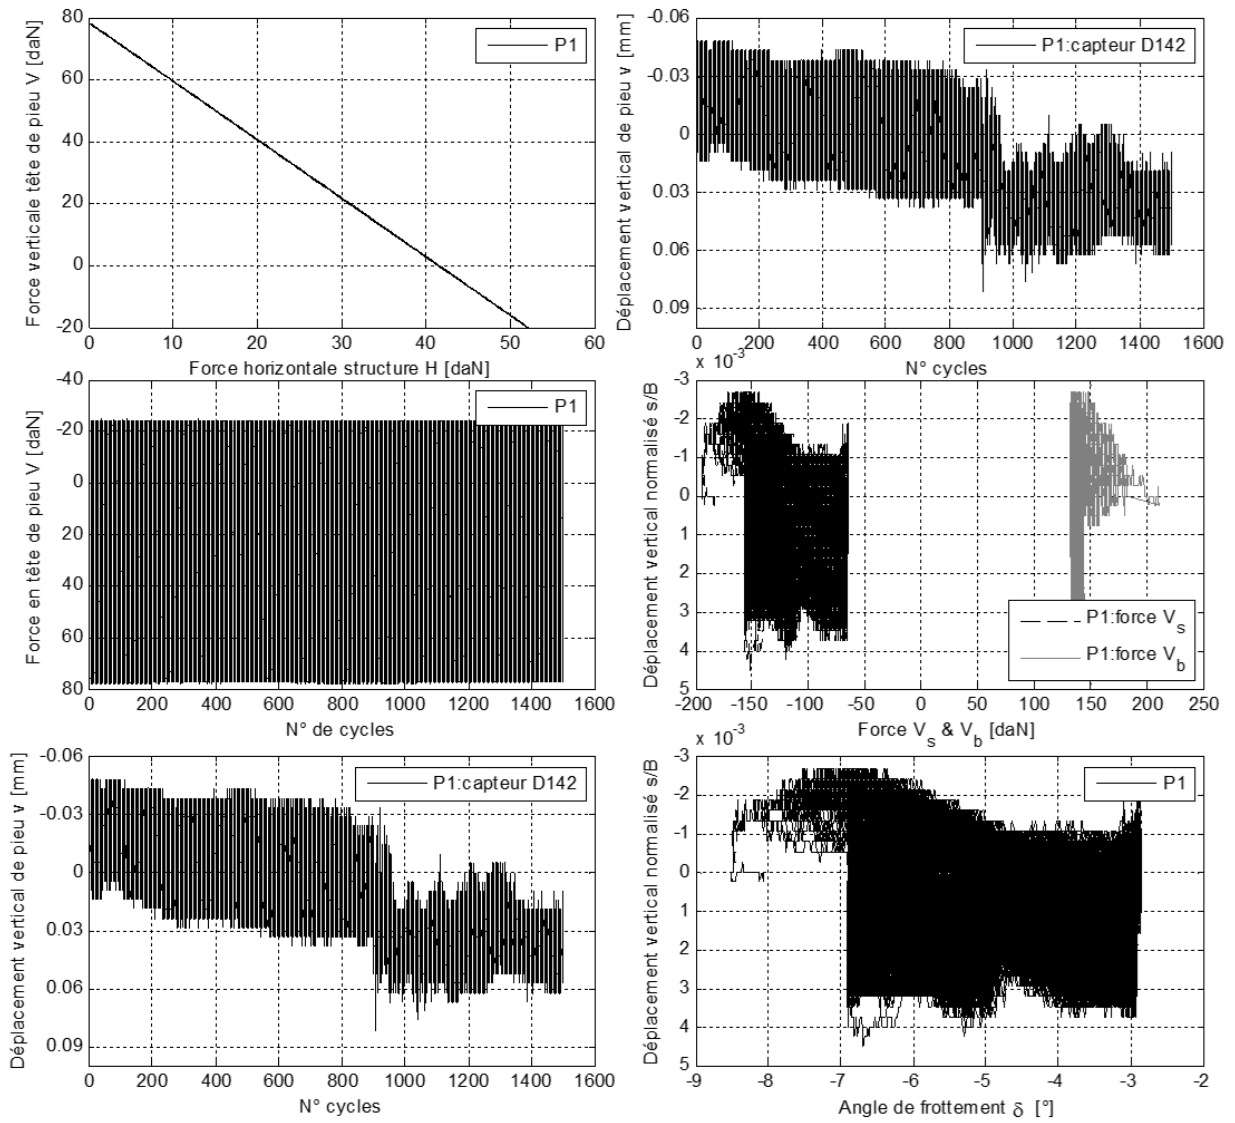 Force verticale tête de pieu V [daN]
80
60
40
20
0
-20
P1
0 10 20 30 40 50 60
Force horizontale structure H [daN]
Déplacement vertical de pieu v [mm]
-0.06
-0.03
0
0.03
0.06
0.09
P1:capteur D142
0 200 400 600 800 1000 1200 1400 1600
N° cycles
Force en tête de pieu V [daN]
-40
-20
0
20
40
60
80
P1
0 200 400 600 800 1000 1200 1400 1600
N° de cycles
Déplacement vertical normalisé s/B
x 10⁻³
-3
-2
-1
0
1
2
3
4
5
P1:force Vₛ
P1:force V_b
-200 -150 -100 -50 0 50 100 150 200 250
Force Vₛ & V_b [daN]
Déplacement vertical de pieu v [mm]
-0.06
-0.03
0
0.03
0.06
0.09
P1:capteur D142
0 200 400 600 800 1000 1200 1400 1600
N° cycles
Déplacement vertical normalisé s/B
x 10⁻³
-3
-2
-1
0
1
2
3
4
5
P1
-9 -8 -7 -6 -5 -4 -3 -2
Angle de frottement δ [°]